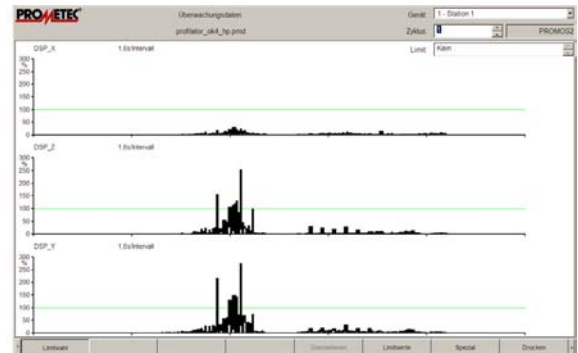 PROMETEC
Überwachungsdaten
Gerät: 1 - Station 1
profilator_ok4_hp.pmd
Zyklus: 1 PROMOS2
DSP_X 1,6s/Intervall
Limit: Kein
300
%
250
200
150
100
50
0
DSP_Z 1,6s/Intervall
300
%
250
200
150
100
50
0
DSP_Y 1,6s/Intervall
300
%
250
200
150
100
50
0
Limitwahl Übernehmen Limitwerte Spezial Drucken